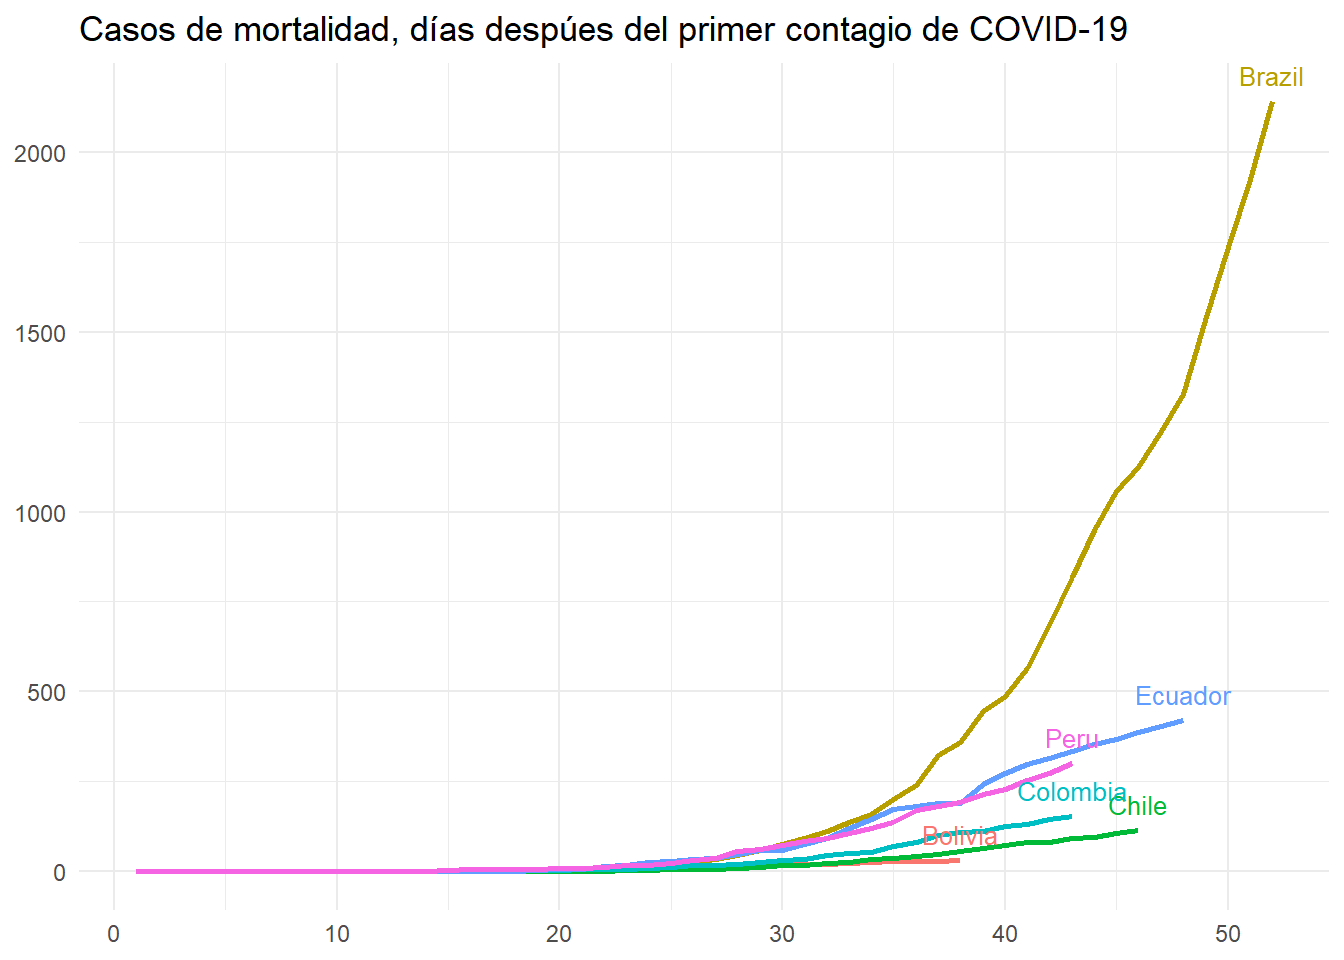 Casos de mortalidad, días despúes del primer contagio de COVID-19
Brazil
2000
1500
1000
500
Ecuador
Peru
Colombia
Chile
Bolivia
0
0 10 20 30 40 50